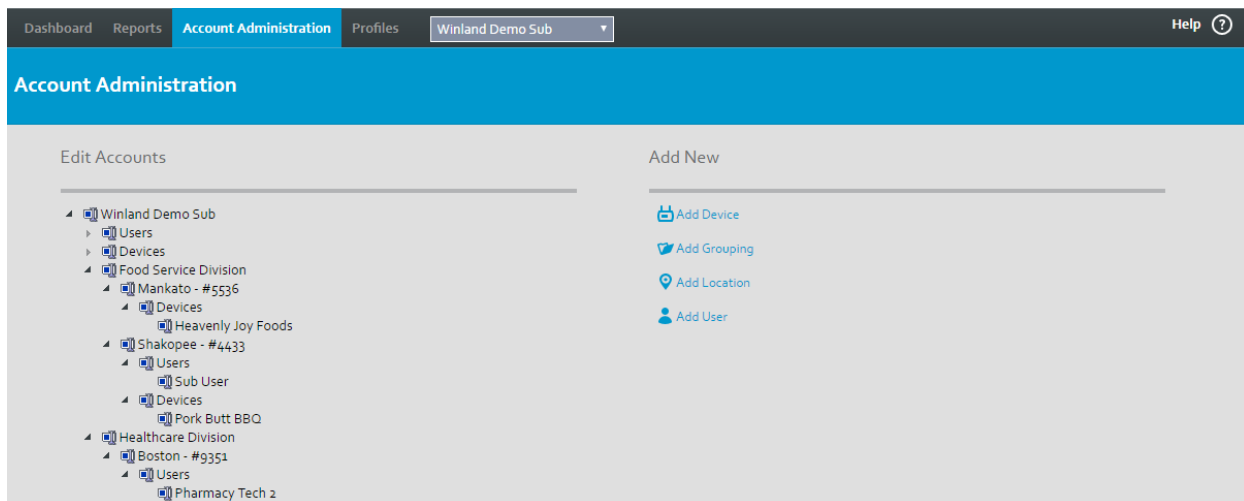 Dashboard Reports Account Administration Profiles Winland Demo Sub Help ?
Account Administration
Edit Accounts
Winland Demo Sub
Users
Devices
Food Service Division
Mankato - #5536
Devices
Heavenly Joy Foods
Shakopee - #4433
Users
Sub User
Devices
Pork Butt BBQ
Healthcare Division
Boston - #9351
Users
Pharmacy Tech 2
Add New
Add Device
Add Grouping
Add Location
Add User